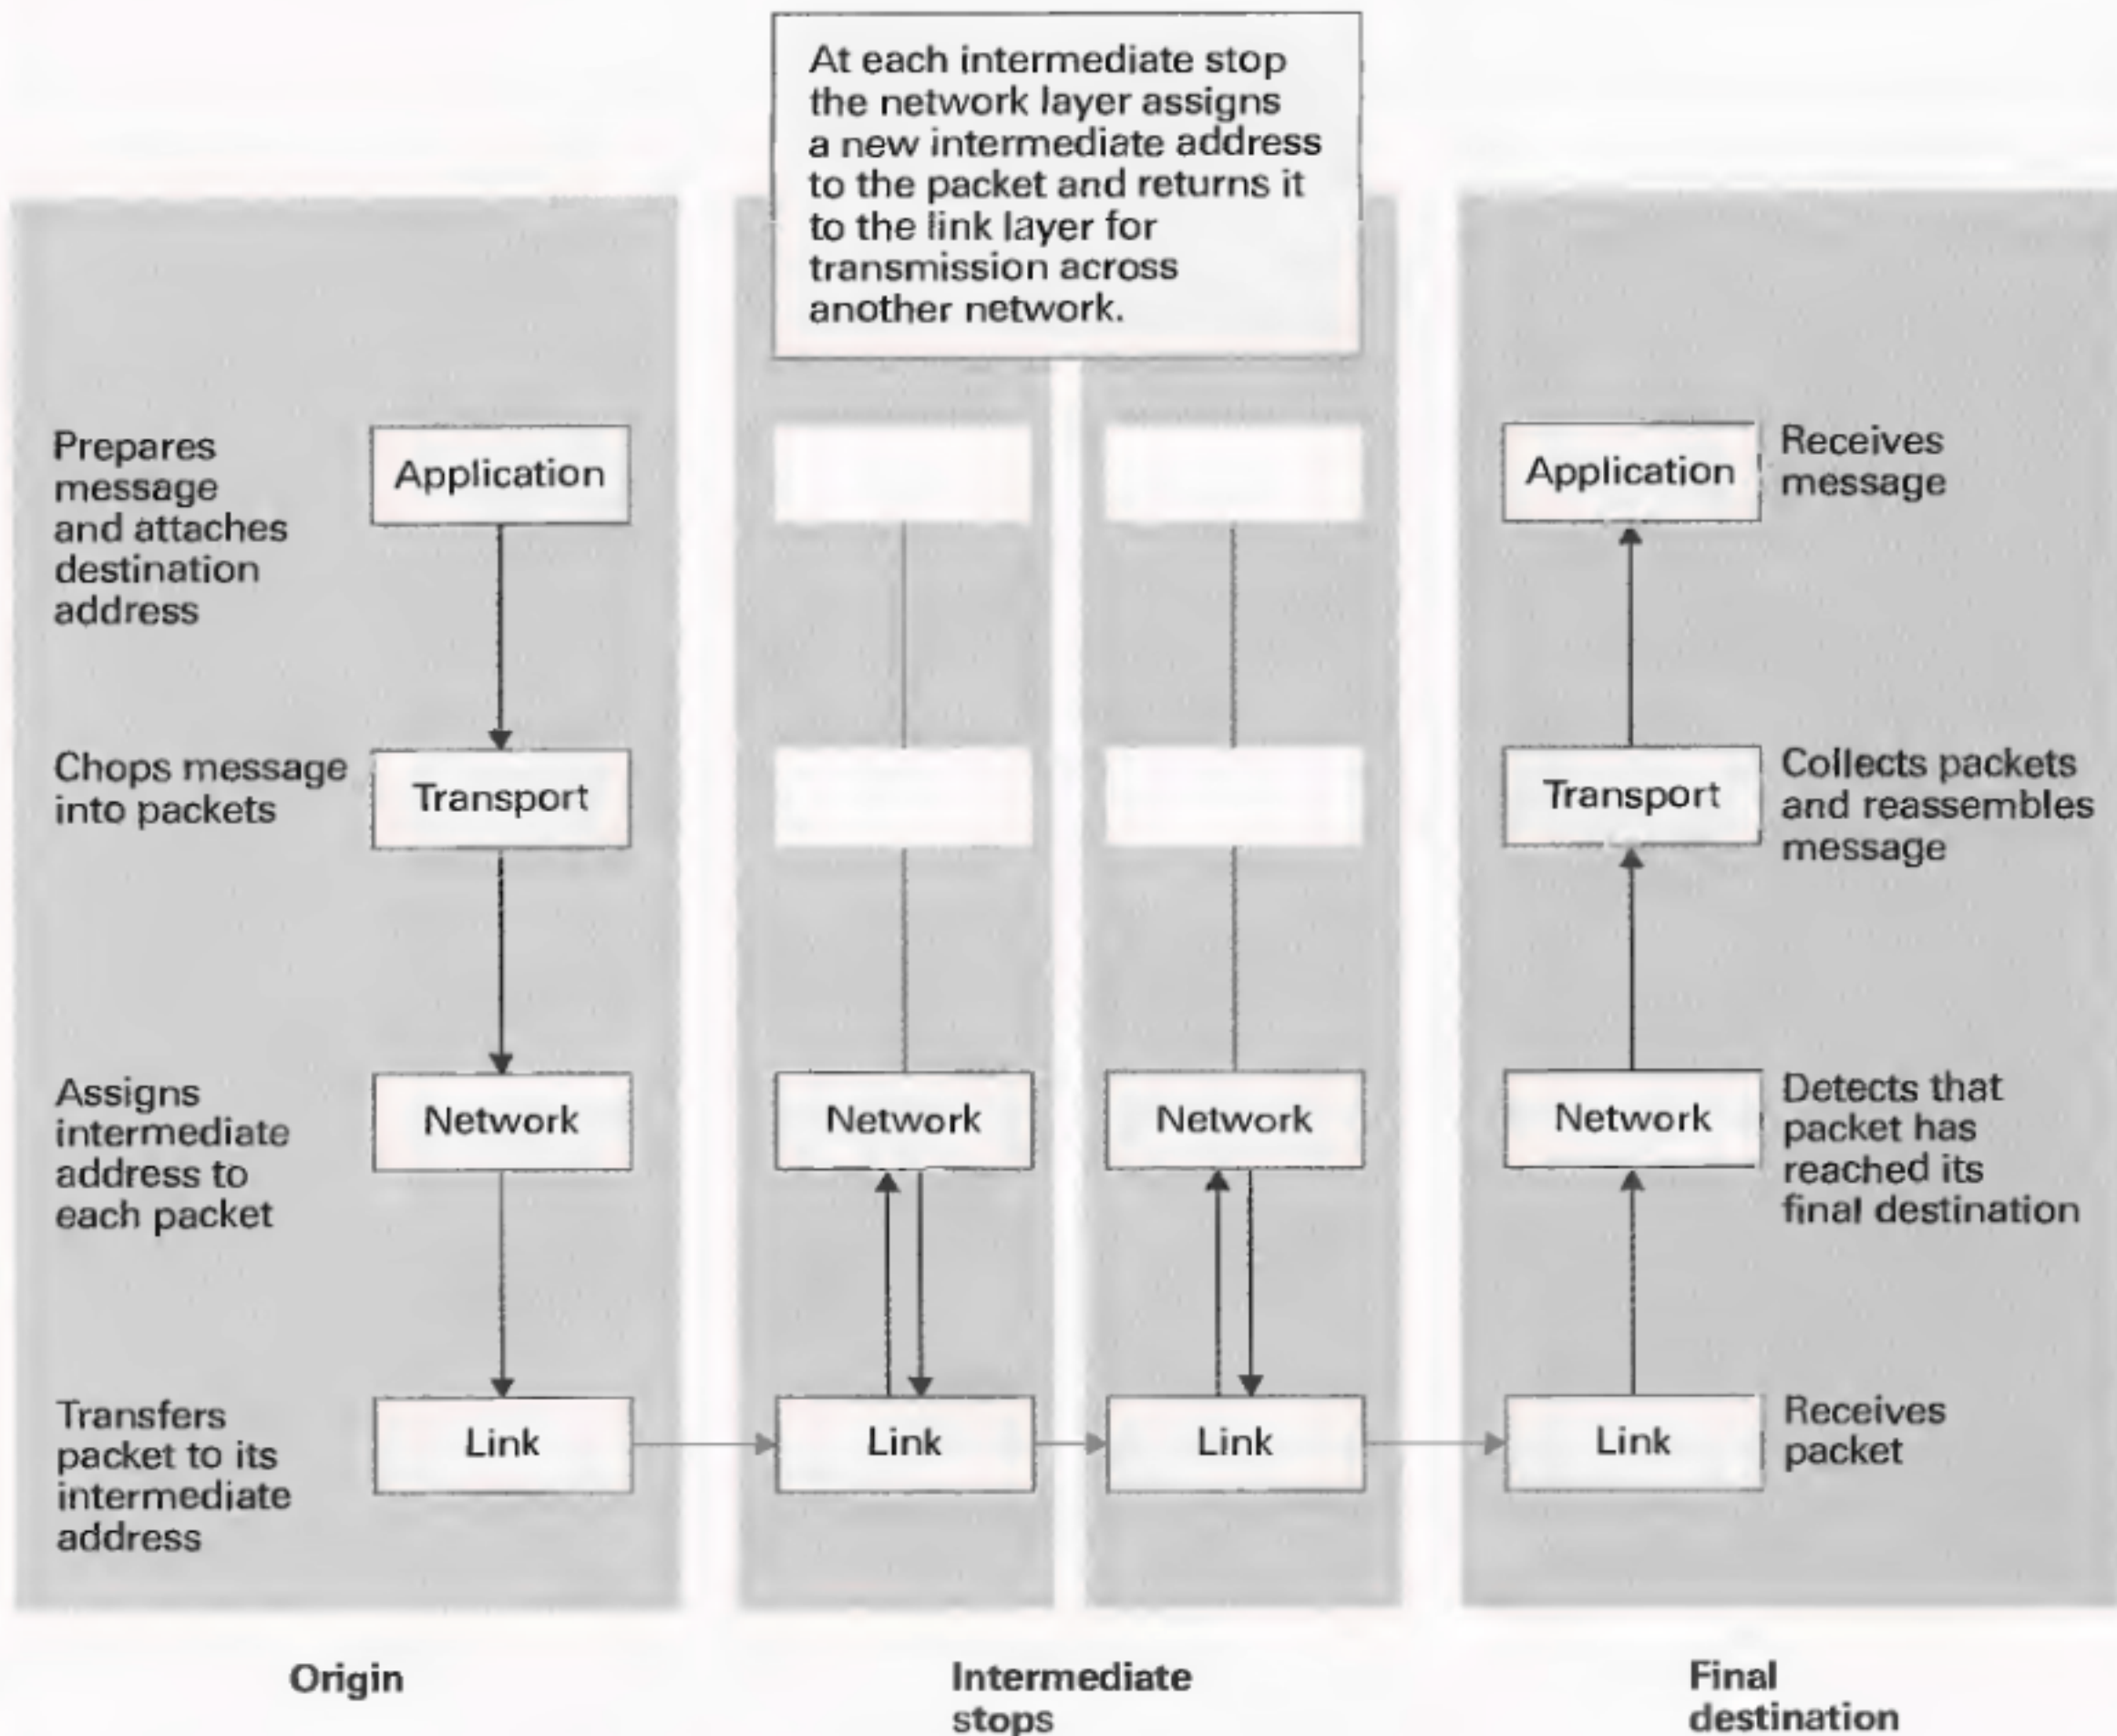 At each intermediate stop
the network layer assigns
a new intermediate address
to the packet and returns it
to the link layer for
transmission across
another network.
Prepares
message
and attaches
destination
address
Application
Application
Receives
message
Chops message
into packets
Transport
Transport
Collects packets
and reassembles
message
Assigns
intermediate
address to
each packet
Network
Network
Network
Network
Detects that
packet has
reached its
final destination
Transfers
packet to its
intermediate
address
Link
Link
Link
Link
Receives
packet
Origin
Intermediate
stops
Final
destination